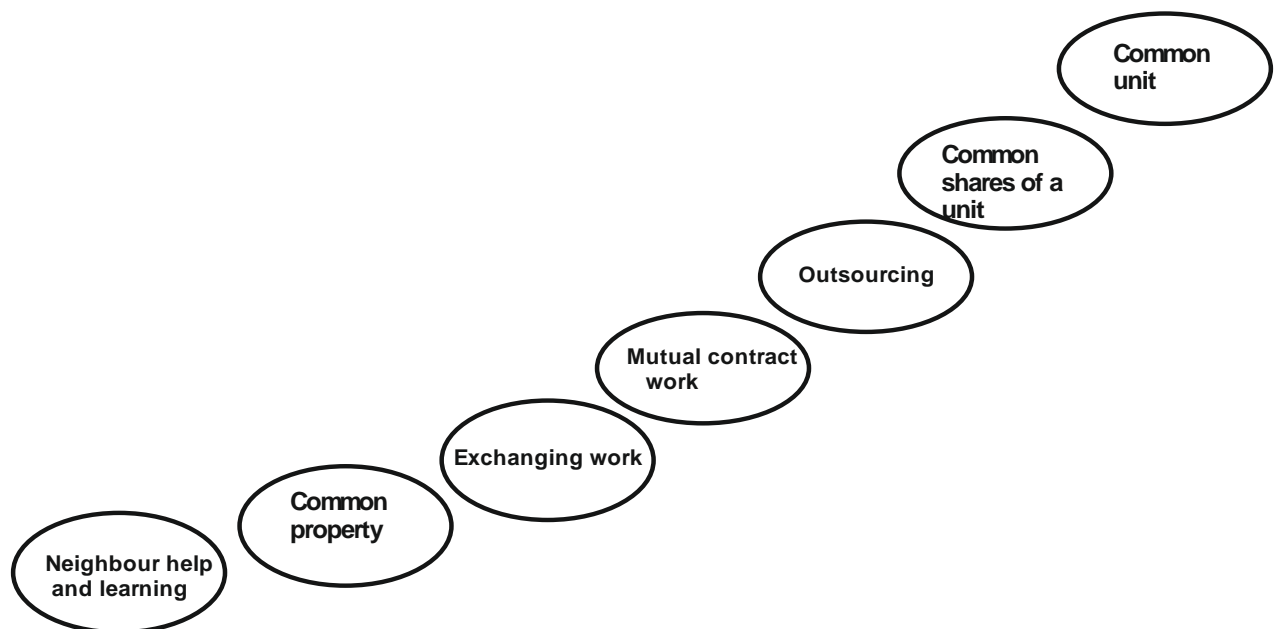 Common
unit
Common
shares of a
unit
Outsourcing
Mutual contract
work
Exchanging work
Common
property
Neighbour help
and learning